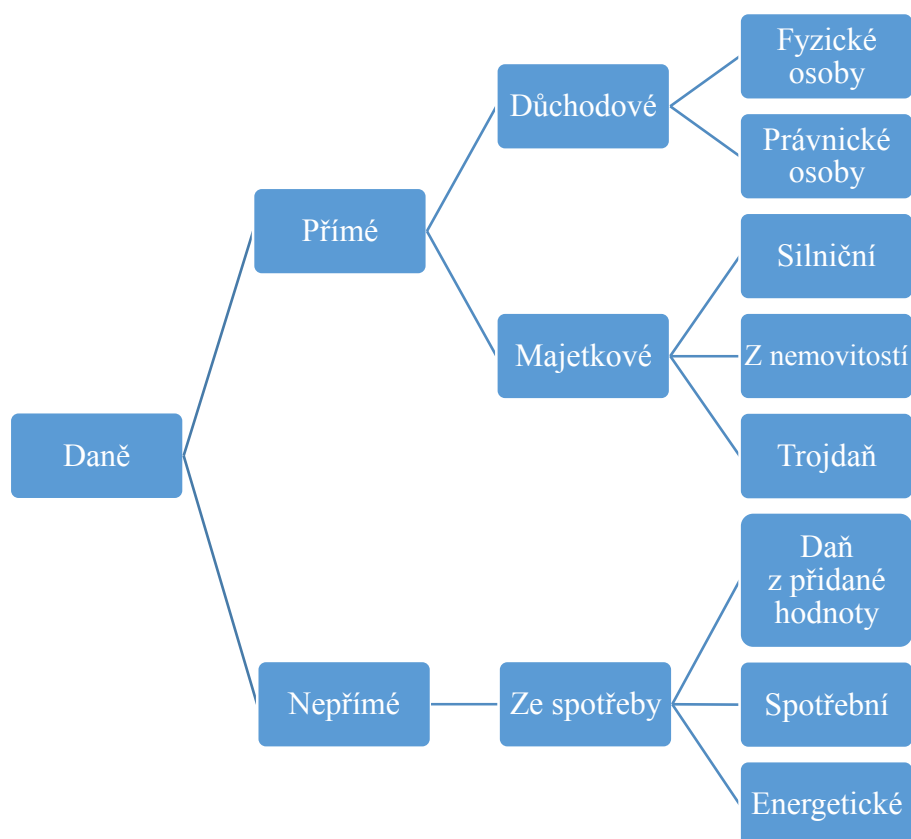 Daně
Přímé
Důchodové
Fyzické
osoby
Právnické
osoby
Majetkové
Silniční
Z nemovitostí
Trojdaň
Nepřímé
Ze spotřeby
Daň
z přidané
hodnoty
Spotřební
Energetické